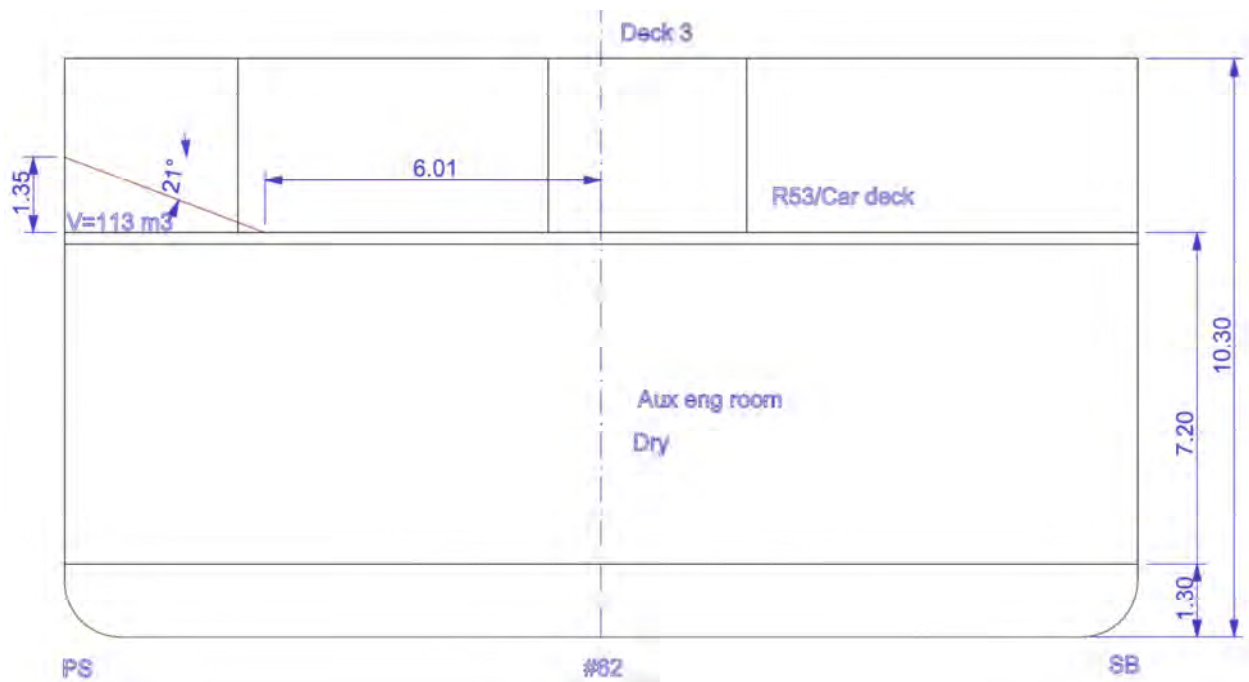 Deck 3
1.35
21°
6.01
V=113 m3
R53/Car deck
7.20
10.30
Aux eng room
Dry
1.30
PS
#62
SB